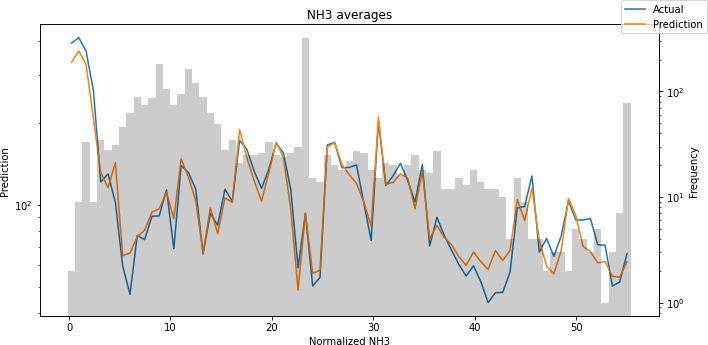 NH3 averages
Actual
Prediction
Prediction
10²
10²
10¹
10⁰
Frequency
0 10 20 30 40 50
Normalized NH3